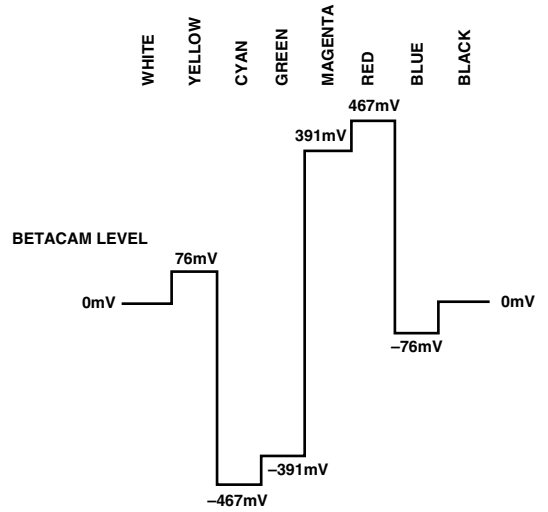 WHITE
YELLOW
CYAN
GREEN
MAGENTA
RED
BLUE
BLACK
467mV
391mV
BETACAM LEVEL
76mV
0mV
0mV
–76mV
–391mV
–467mV